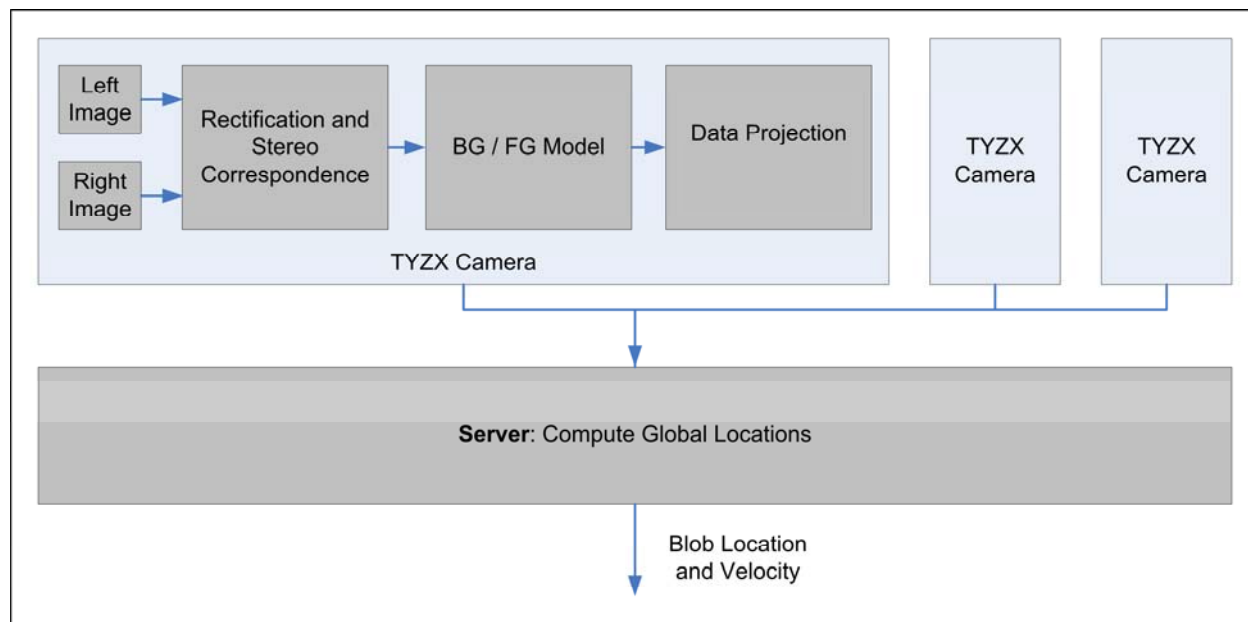 Left
Image
Right
Image
Rectification and
Stereo
Correspondence
BG / FG Model
Data Projection
TYZX Camera
TYZX
Camera
TYZX
Camera
Server: Compute Global Locations
Blob Location
and Velocity